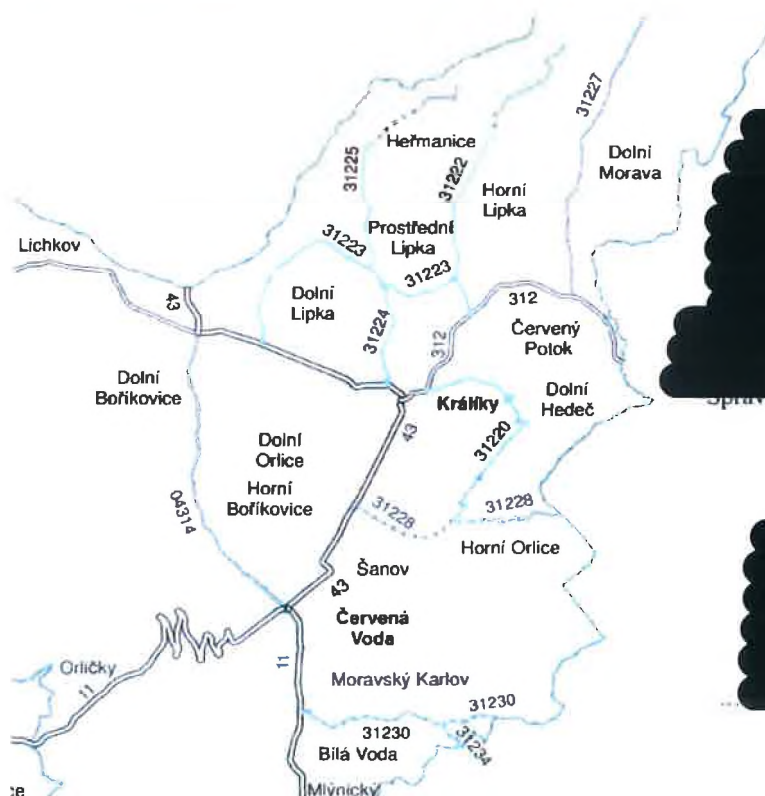 31227
Heřmanice
31225
31222
Dolní
Morava
Horní
Lipka
Prostřední
Lipka
Lichkov
31223
31223
43
Dolní
Lipka
312
31224
312
Červený
Potok
Dolní
Bořikovice
Králíky
Dolní
Hedeč
Sprav
43
31220
Dolní
Orlice
Horní
Bořikovice
04314
31228
31228
Horní Orlice
Šanov
43
Červená
Voda
11
Orličky
11
Moravský Karlov
31230
31230
31234
Bílá Voda
Mlýnický
ce